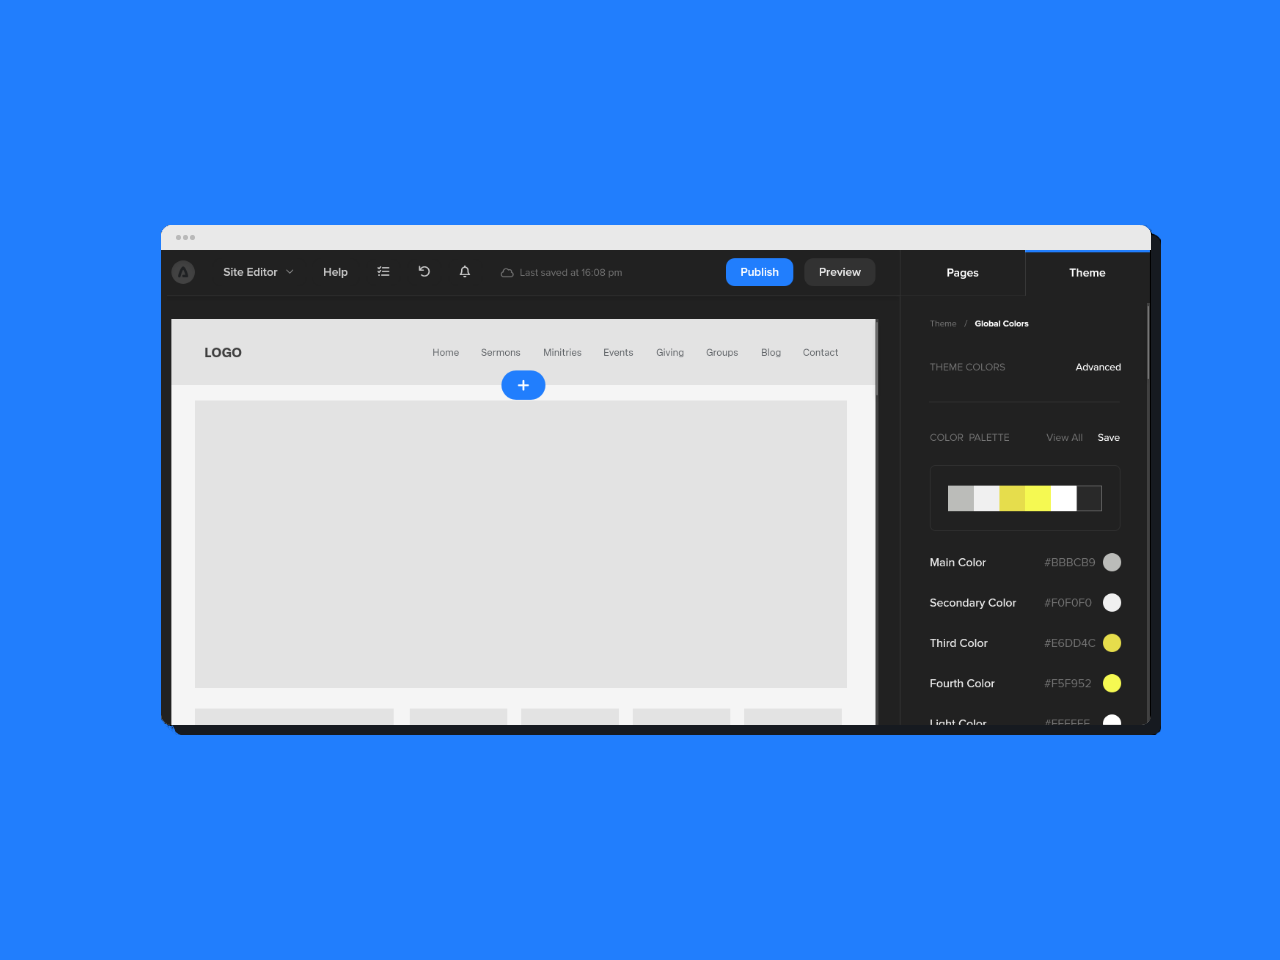 Site Editor Help Last saved at 16:08 pm Publish Preview Pages Theme
Theme / Global Colors
LOGO Home Sermons Minitries Events Giving Groups Blog Contact
THEME COLORS Advanced
COLOR PALETTE View All Save
Main Color #BBBCB9
Secondary Color #F0F0F0
Third Color #E6DD4C
Fourth Color #F5F952
Light Color #FFFFFF